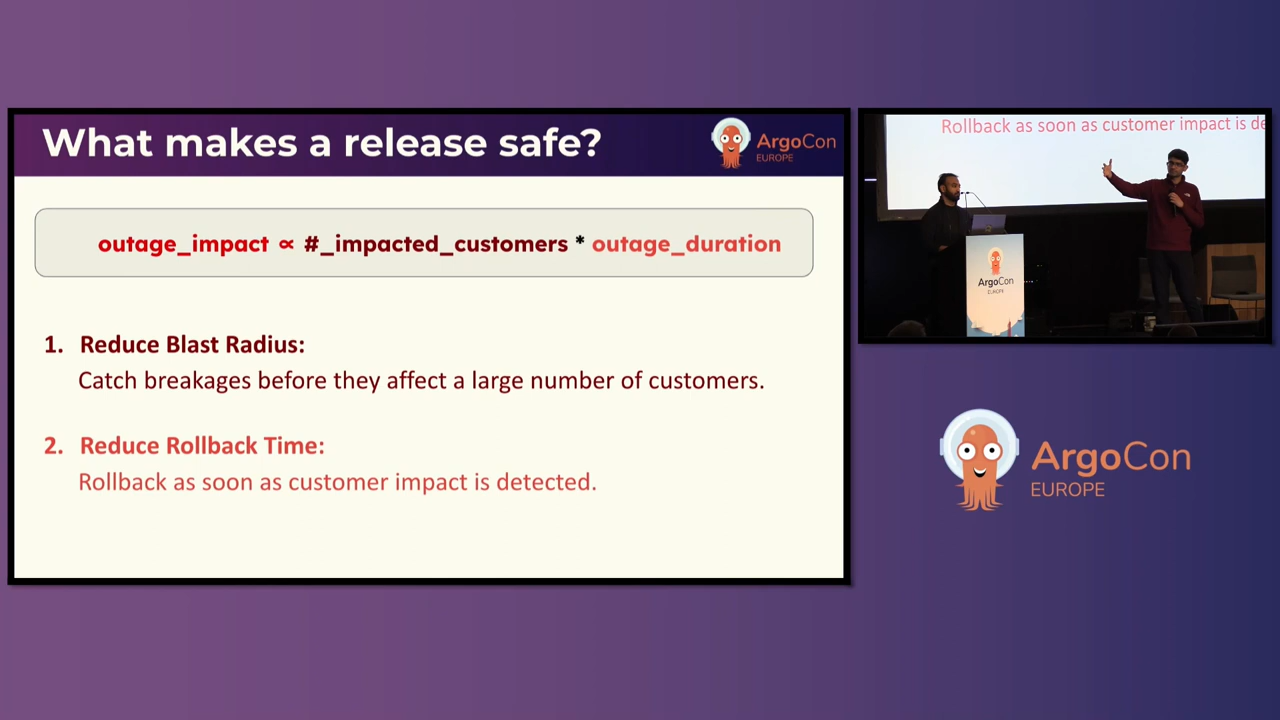 What makes a release safe?
ArgoCon
EUROPE
outage_impact ∝ #_impacted_customers * outage_duration
1. Reduce Blast Radius:
Catch breakages before they affect a large number of customers.
2. Reduce Rollback Time:
Rollback as soon as customer impact is detected.
Rollback as soon as customer impact is de
ArgoCon
EUROPE
ArgoCon
EUROPE